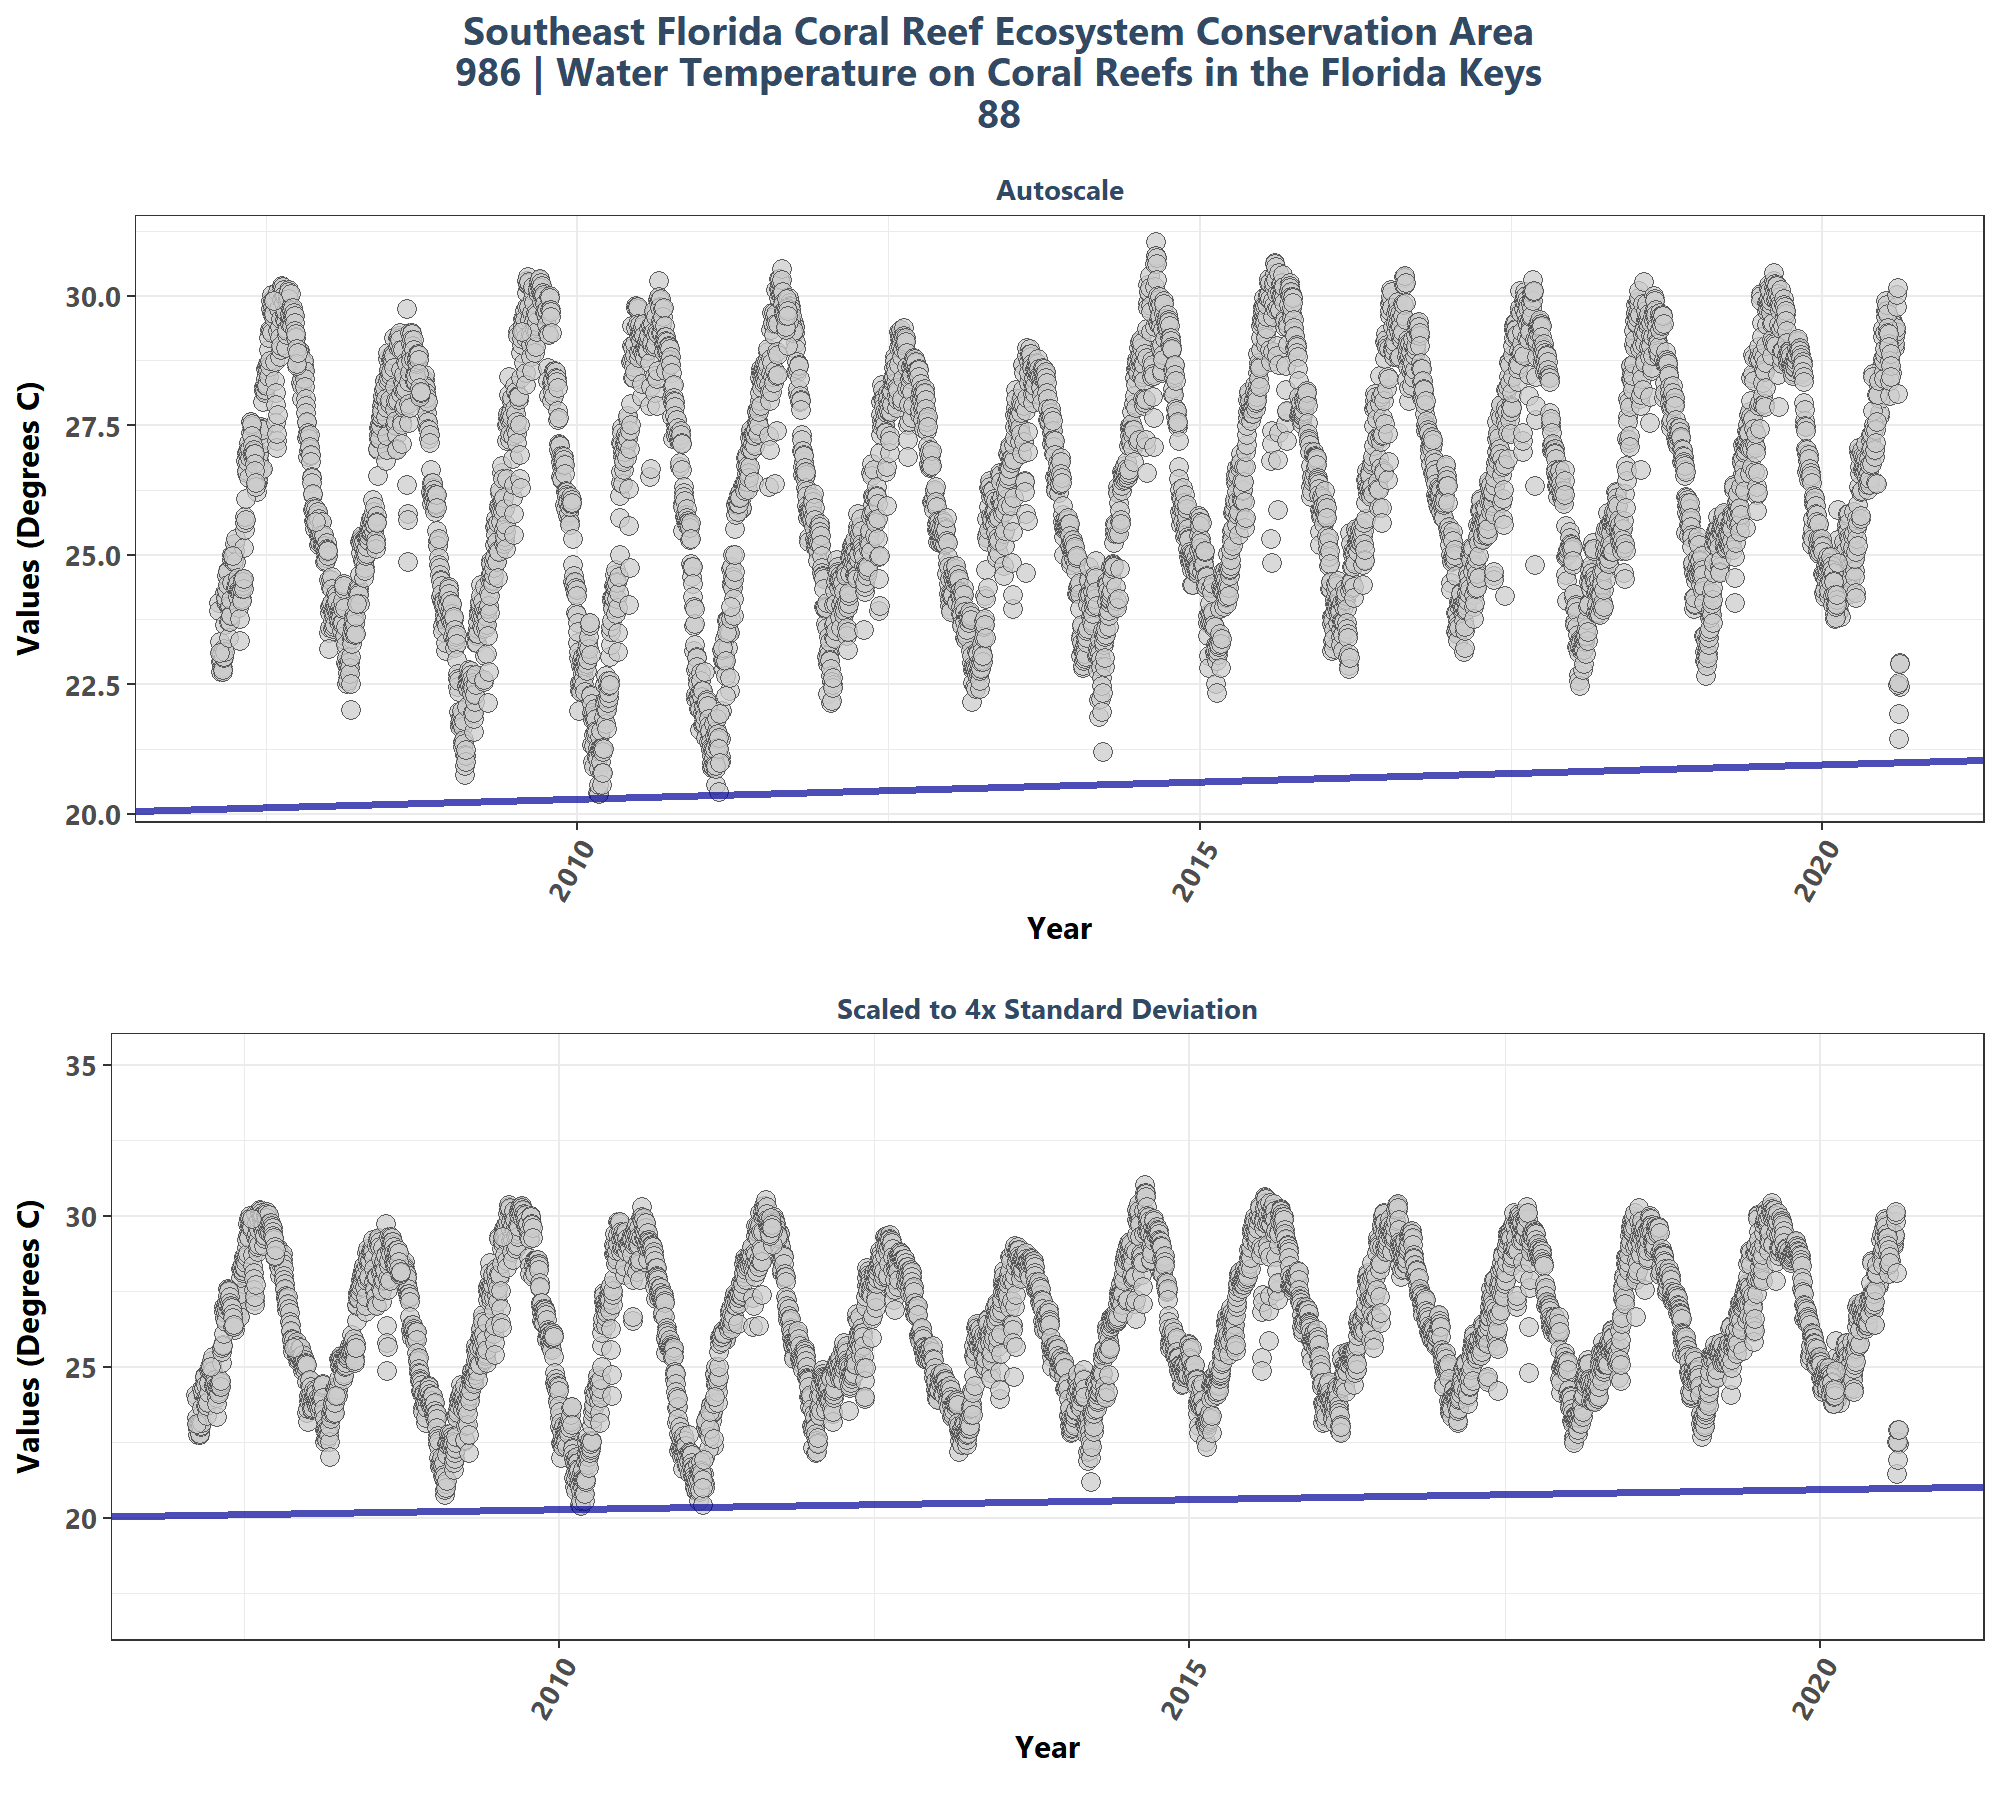 Southeast Florida Coral Reef Ecosystem Conservation Area
986 | Water Temperature on Coral Reefs in the Florida Keys
88
Autoscale
Values (Degrees C)
30.0
27.5
25.0
22.5
20.0
2010
2015
2020
Year
Scaled to 4x Standard Deviation
Values (Degrees C)
35
30
25
20
2010
2015
2020
Year